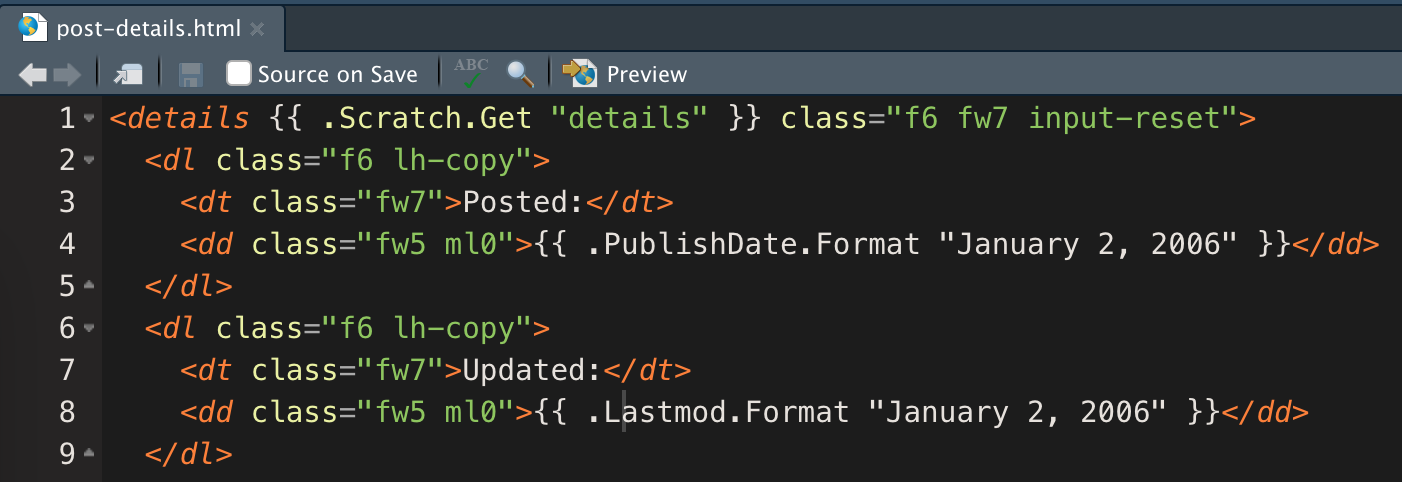 post-details.html
Source on Save ABC Preview
1 <details {{ .Scratch.Get "details" }} class="f6 fw7 input-reset">
2   <dl class="f6 lh-copy">
3     <dt class="fw7">Posted:</dt>
4     <dd class="fw5 ml0">{{ .PublishDate.Format "January 2, 2006" }}</dd>
5   </dl>
6   <dl class="f6 lh-copy">
7     <dt class="fw7">Updated:</dt>
8     <dd class="fw5 ml0">{{ .Lastmod.Format "January 2, 2006" }}</dd>
9   </dl>